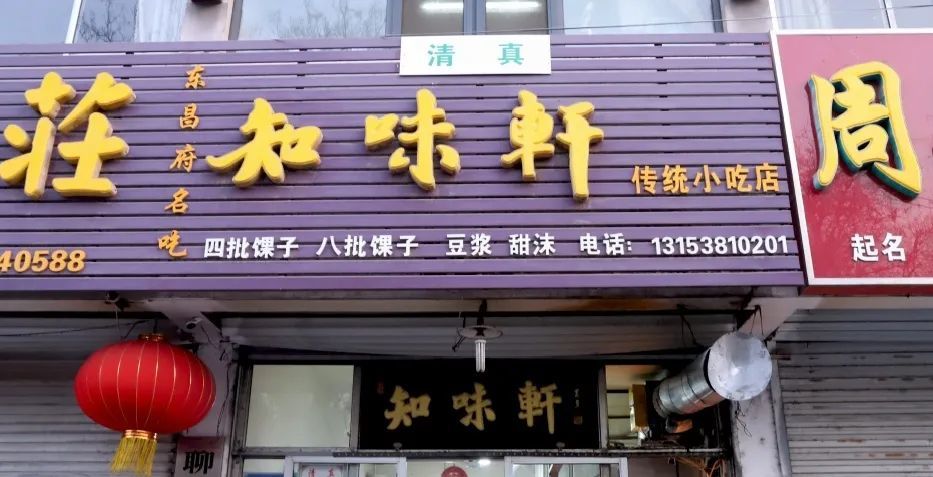 清真
莊
东昌府名吃
知味軒
传统小吃店
40588
四批馃子 八批馃子 豆浆 甜沫 电话：13153810201
周
起名
知味軒
聊
清真